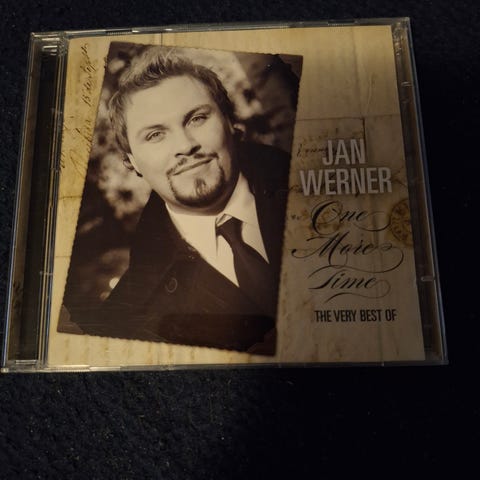 JAN
WERNER
One
More
Time
THE VERY BEST OF